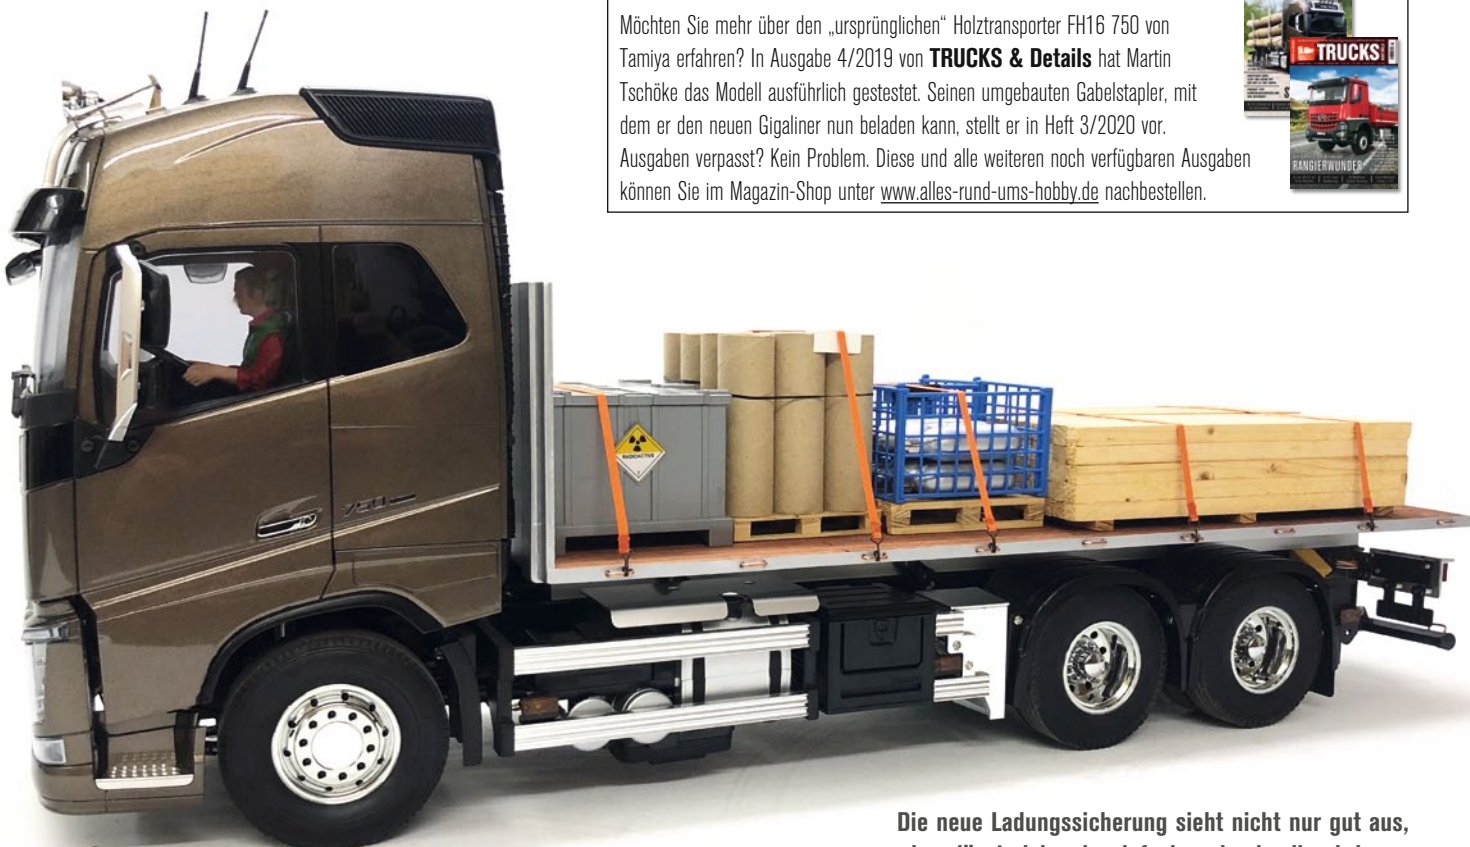 Möchten Sie mehr über den „ursprünglichen“ Holztransporter FH16 750 von
Tamiya erfahren? In Ausgabe 4/2019 von TRUCKS & Details hat Martin
Tschöke das Modell ausführlich gestestet. Seinen umgebauten Gabelstapler, mit
dem er den neuen Gigaliner nun beladen kann, stellt er in Heft 3/2020 vor.
Ausgaben verpasst? Kein Problem. Diese und alle weiteren noch verfügbaren Ausgaben
können Sie im Magazin-Shop unter www.alles-rund-ums-hobby.de nachbestellen.
TRUCKS
RANGIERWUNDER
RADIOACTIVE
750
Die neue Ladungssicherung sieht nicht nur gut aus,